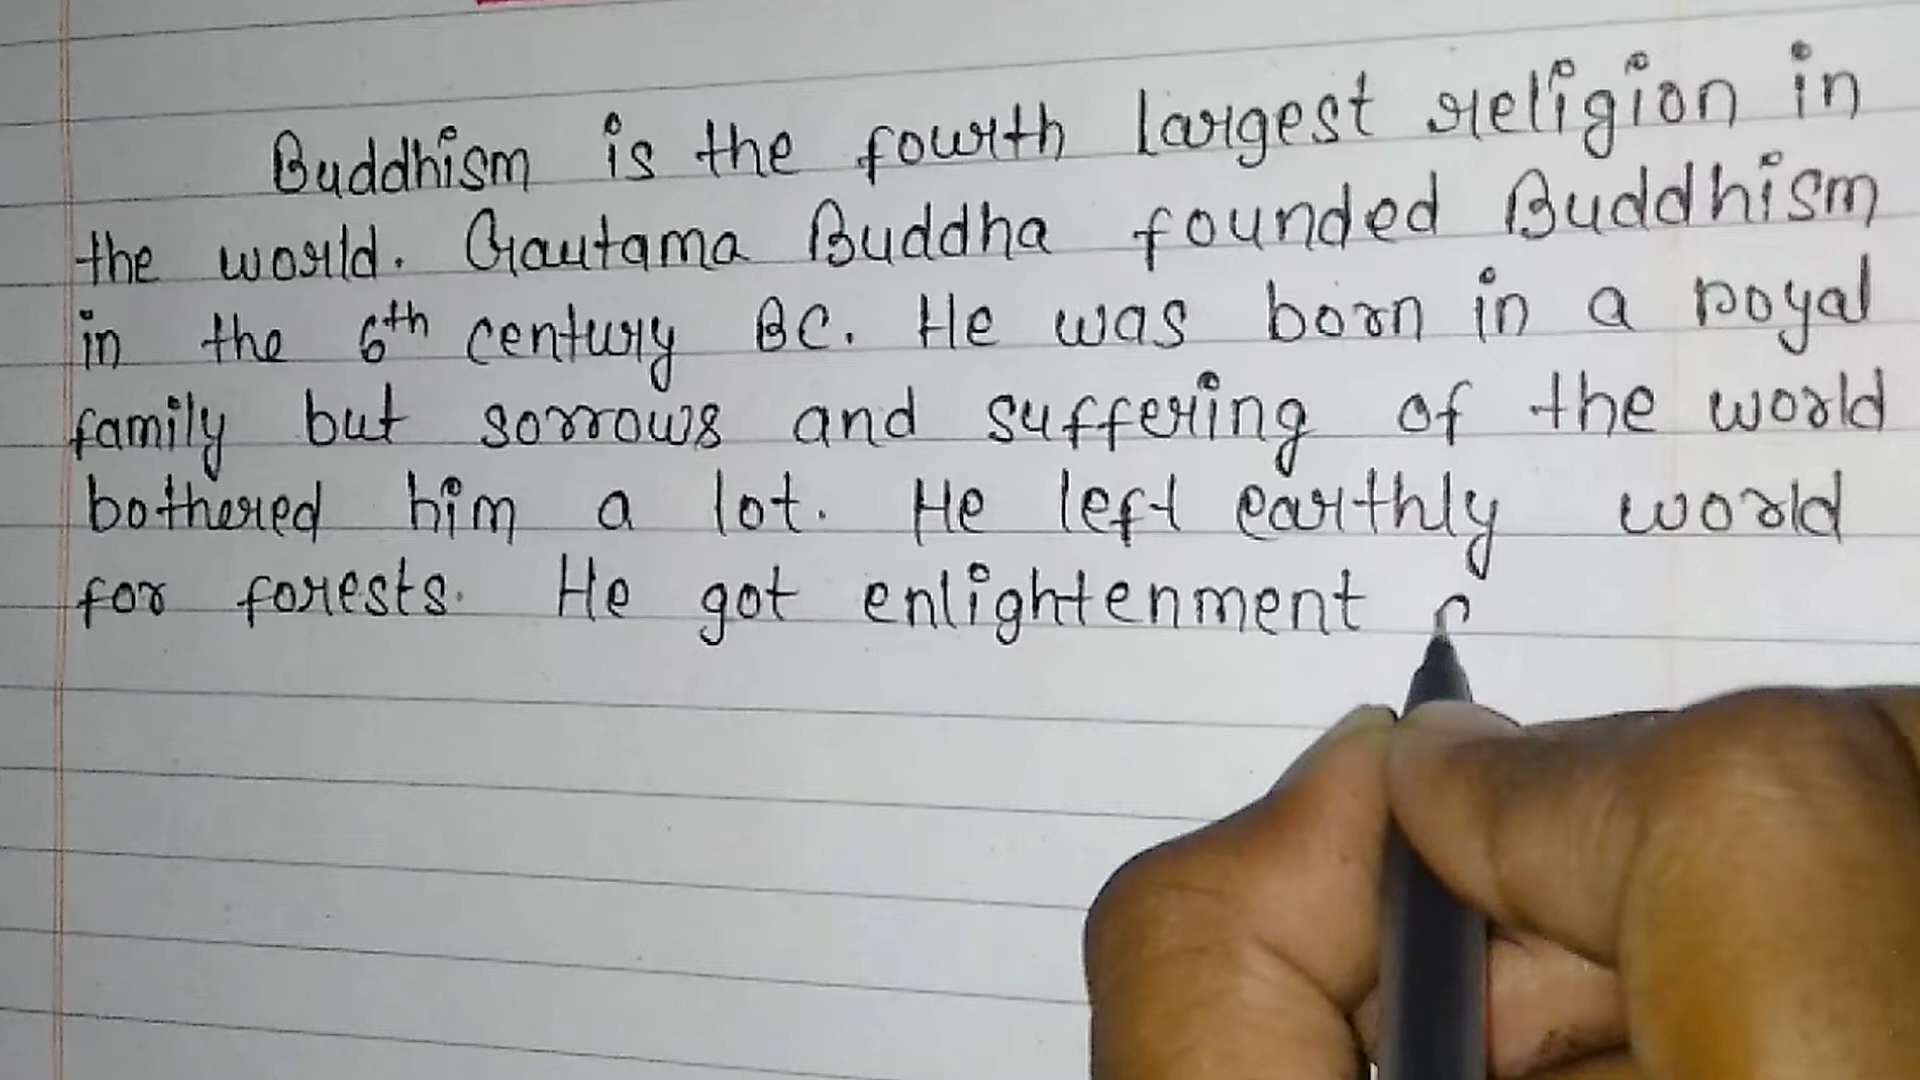 Buddhism is the fourth largest religion in
the world. Gautama Buddha founded Buddhism
in the 6th century BC. He was born in a royal
family but sorrows and suffering of the world
bothered him a lot. He left earthly world
for forests. He got enlightenment